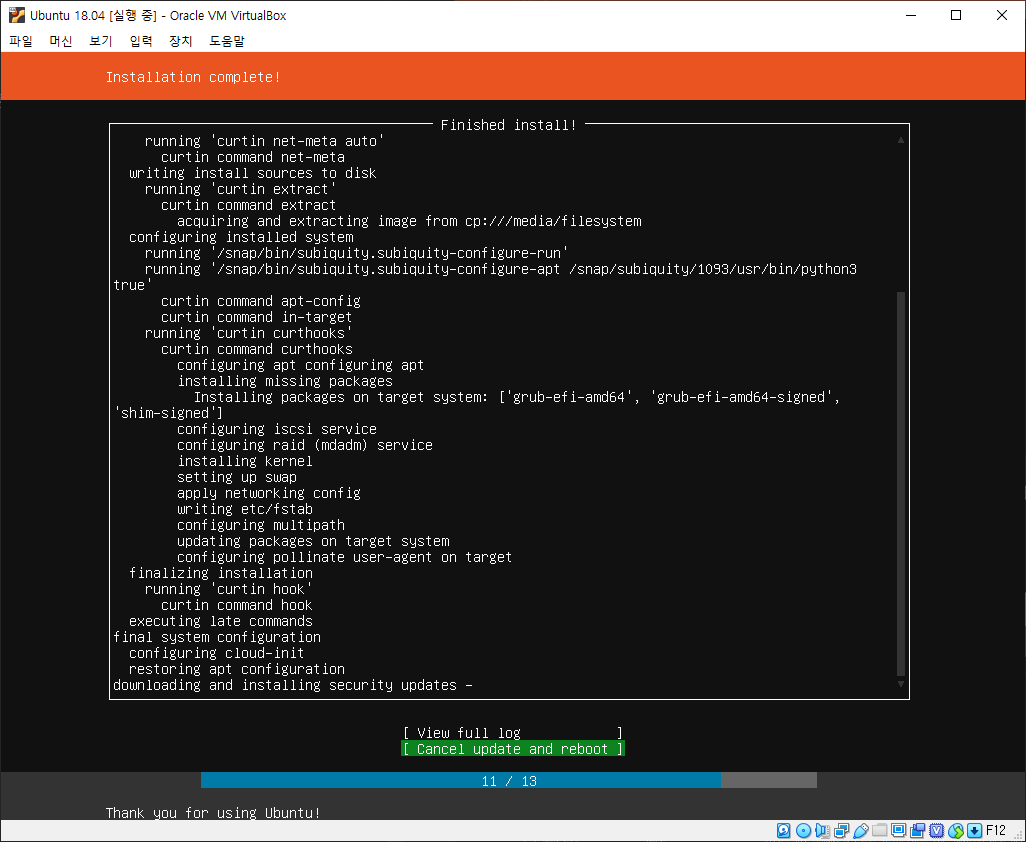 Ubuntu 18.04 [실행 중] - Oracle VM VirtualBox
파일 머신 보기 입력 장치 도움말
Installation complete!
Finished install!
running 'curtin net-meta auto'
curtin command net-meta
writing install sources to disk
running 'curtin extract'
curtin command extract
acquiring and extracting image from cp:///media/filesystem
configuring installed system
running '/snap/bin/subiquity.subiquity-configure-run'
running '/snap/bin/subiquity.subiquity-configure-apt /snap/subiquity/1093/usr/bin/python3
true'
curtin command apt-config
curtin command in-target
running 'curtin curthooks'
curtin command curthooks
configuring apt configuring apt
installing missing packages
Installing packages on target system: ['grub-efi-amd64', 'grub-efi-amd64-signed',
'shim-signed']
configuring iscsi service
configuring raid (mdadm) service
installing kernel
setting up swap
apply networking config
writing etc/fstab
configuring multipath
updating packages on target system
configuring pollinate user-agent on target
finalizing installation
running 'curtin hook'
curtin command hook
executing late commands
final system configuration
configuring cloud-init
restoring apt configuration
downloading and installing security updates -
[ View full log ]
[ Cancel update and reboot ]
11 / 13
Thank you for using Ubuntu!
F12